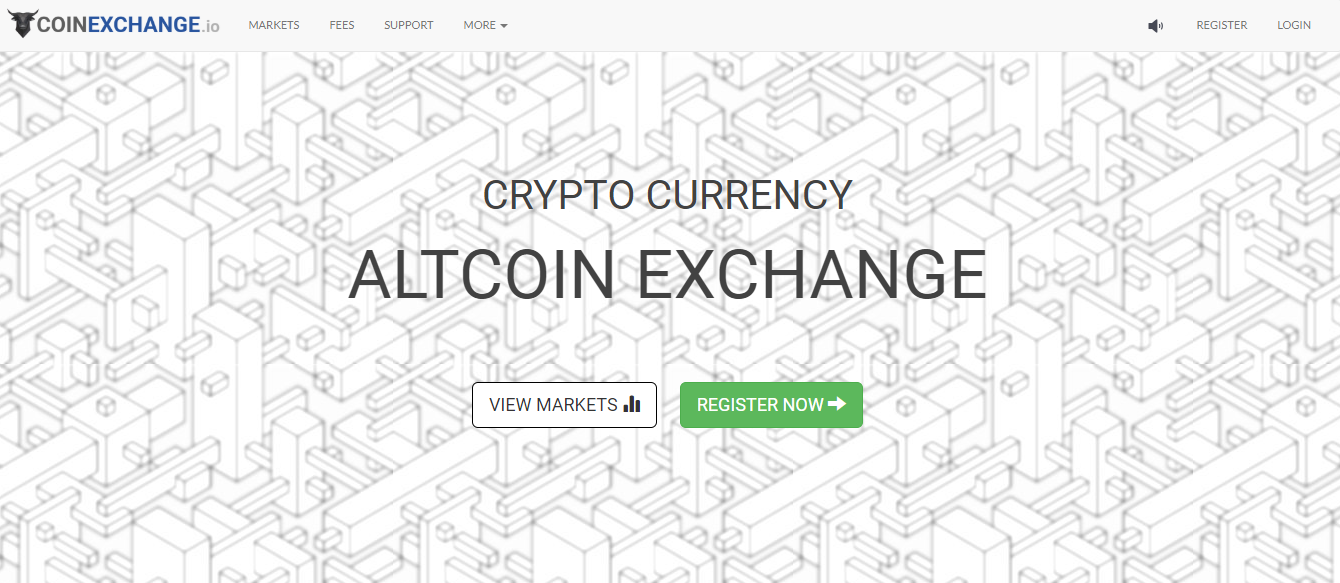 COINEXCHANGE.io MARKETS FEES SUPPORT MORE REGISTER LOGIN
CRYPTO CURRENCY
ALTCOIN EXCHANGE
VIEW MARKETS REGISTER NOW